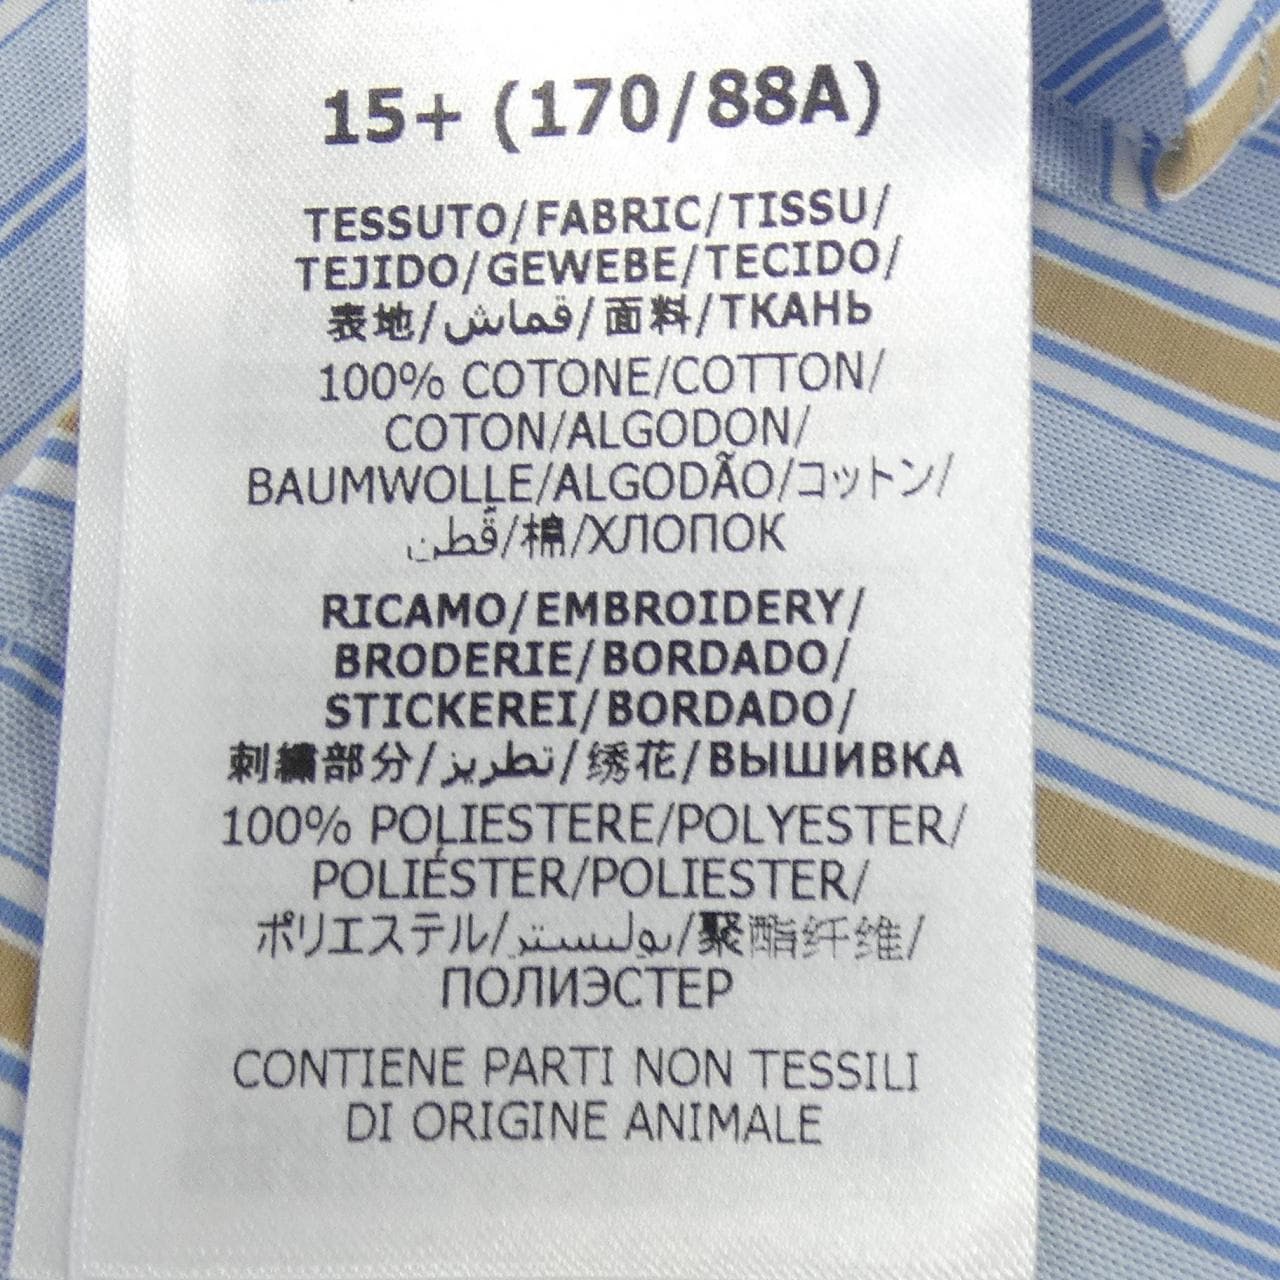 15+ (170/88A)
TESSUTO/FABRIC/TISSU/
TEJIDO/GEWEBE/TECIDO/
表地/قماش/面料/ТКАНЬ
100% COTONE/COTTON/
COTON/ALGODON/
BAUMWOLLE/ALGODÃO/コットン/
قُطن/棉/ХЛОПОК
RICAMO/EMBROIDERY/
BRODERIE/BORDADO/
STICKEREI/BORDADO/
刺繍部分/تطريز/绣花/ВЫШИВКА
100% POLIESTERE/POLYESTER/
POLIÉSTER/POLIESTER/
ポリエステル/بوليستر/聚酯纤维/
ПОЛИЭСТЕР
CONTIENE PARTI NON TESSILI
DI ORIGINE ANIMALE